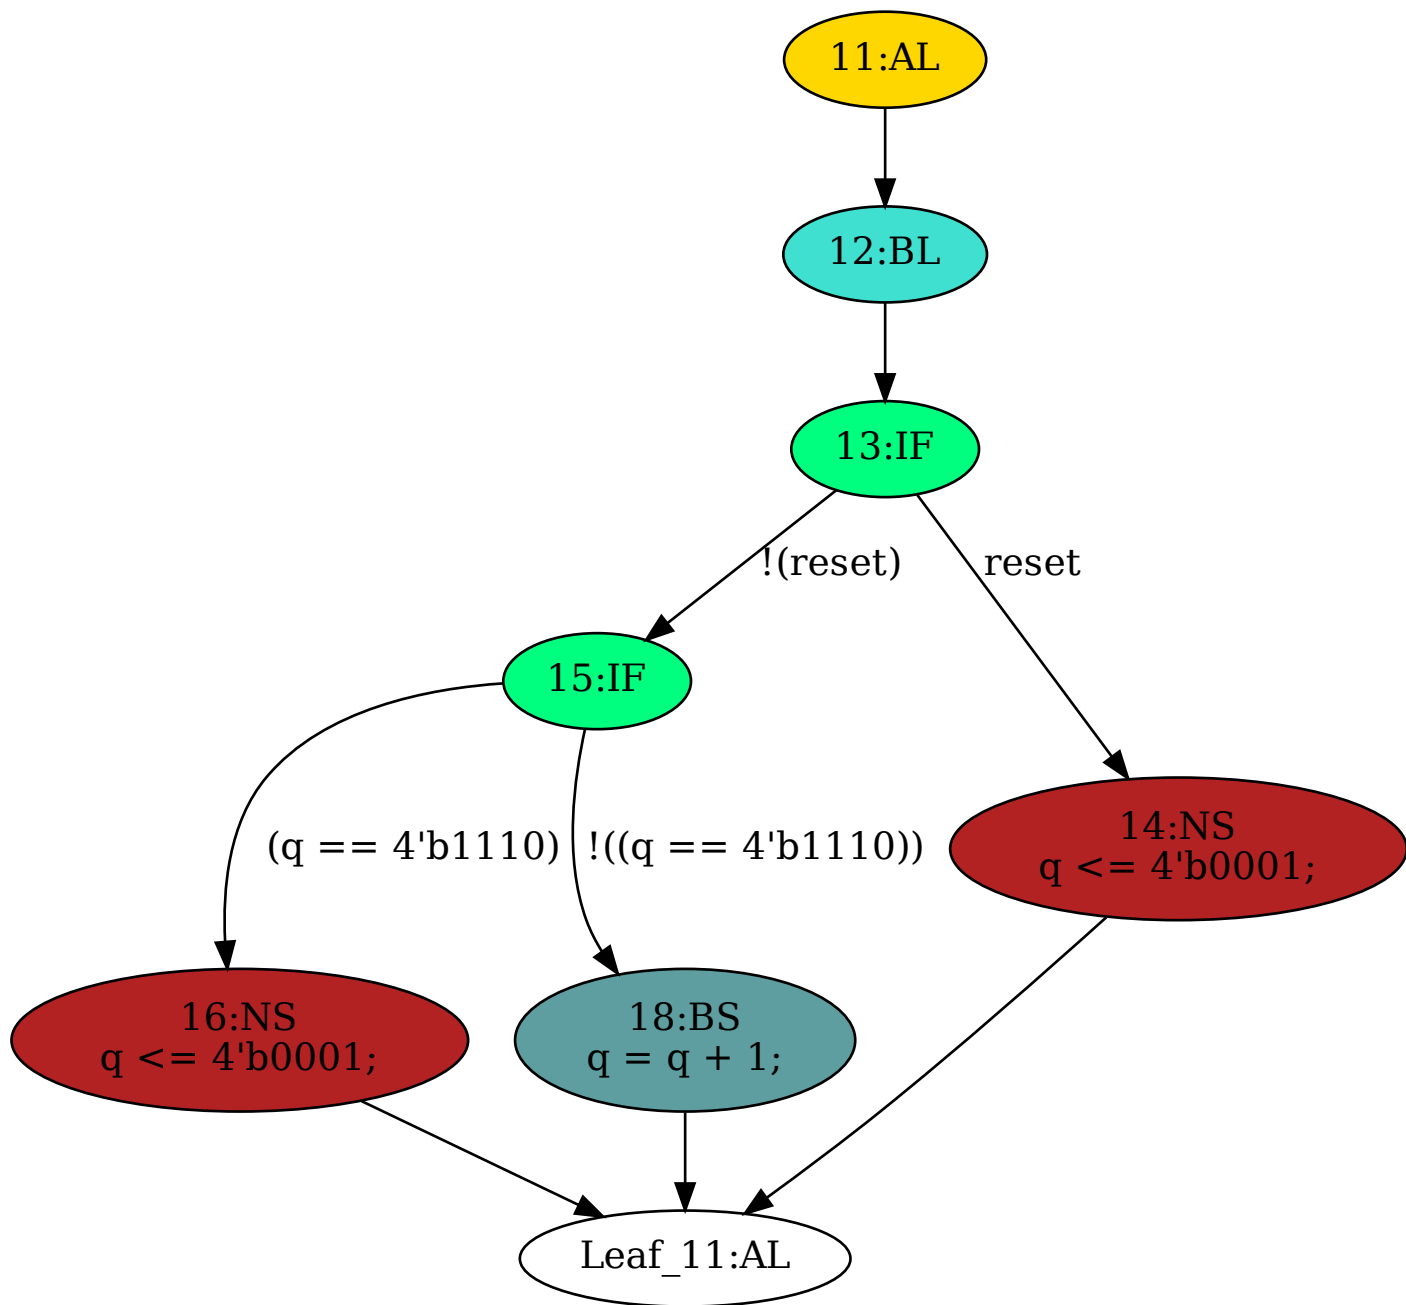 11:AL
12:BL
13:IF
!(reset)
reset
15:IF
(q == 4'b1110)
!((q == 4'b1110))
14:NS
q <= 4'b0001;
16:NS
q <= 4'b0001;
18:BS
q = q + 1;
Leaf_11:AL